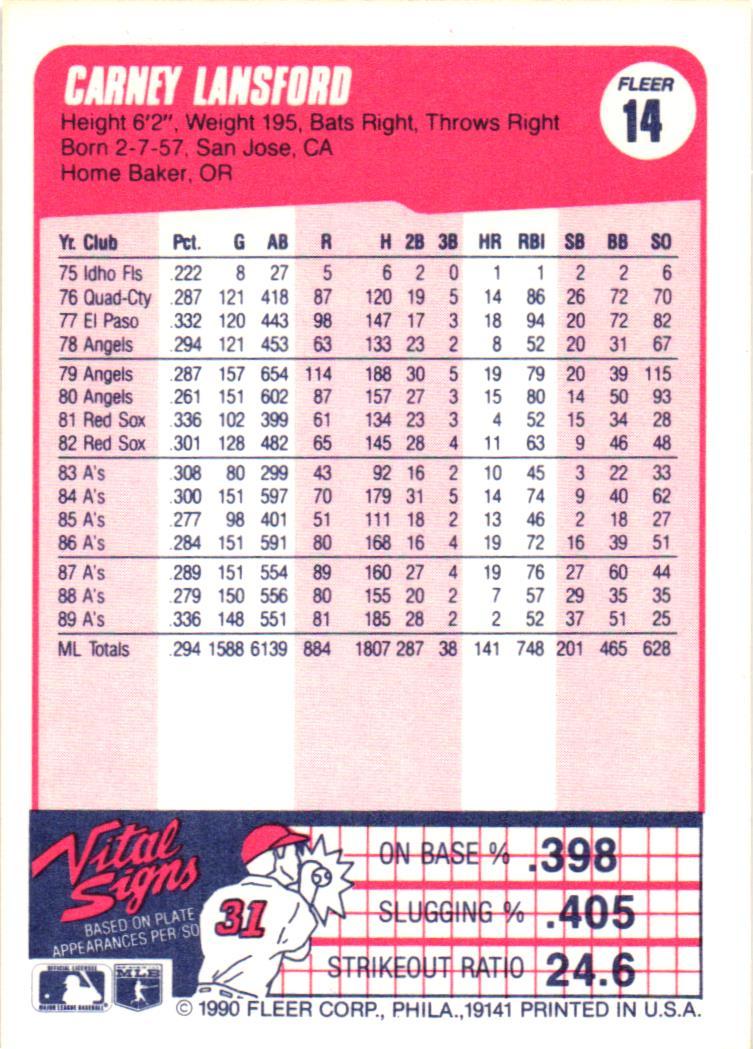 CARNEY LANSFORD
FLEER
14
Height 6'2", Weight 195, Bats Right, Throws Right
Born 2-7-57, San Jose, CA
Home Baker, OR
Yr. Club Pct. G AB R H 2B 3B HR RBI SB BB SO
75 Idho Fls .222 8 27 5 6 2 0 1 1 2 2 6
76 Quad-Cty .287 121 418 87 120 19 5 14 86 26 72 70
77 El Paso .332 120 443 98 147 17 3 18 94 20 72 82
78 Angels .294 121 453 63 133 23 2 8 52 20 31 67
79 Angels .287 157 654 114 188 30 5 19 79 20 39 115
80 Angels .261 151 602 87 157 27 3 15 80 14 50 93
81 Red Sox .336 102 399 61 134 23 3 4 52 15 34 28
82 Red Sox .301 128 482 65 145 28 4 11 63 9 46 48
83 A's .308 80 299 43 92 16 2 10 45 3 22 33
84 A's .300 151 597 70 179 31 5 14 74 9 40 62
85 A's .277 98 401 51 111 18 2 13 46 2 18 27
86 A's .284 151 591 80 168 16 4 19 72 16 39 51
87 A's .289 151 554 89 160 27 4 19 76 27 60 44
88 A's .279 150 556 80 155 20 2 7 57 29 35 35
89 A's .336 148 551 81 185 28 2 2 52 37 51 25
ML Totals .294 1588 6139 884 1807 287 38 141 748 201 465 628
Vital Signs
BASED ON PLATE
APPEARANCES PER/SO
31
ON BASE % .398
SLUGGING % .405
STRIKEOUT RATIO 24.6
OFFICIAL LICENSEE
MAJOR LEAGUE BASEBALL
© 1990 FLEER CORP., PHILA.,19141 PRINTED IN U.S.A.